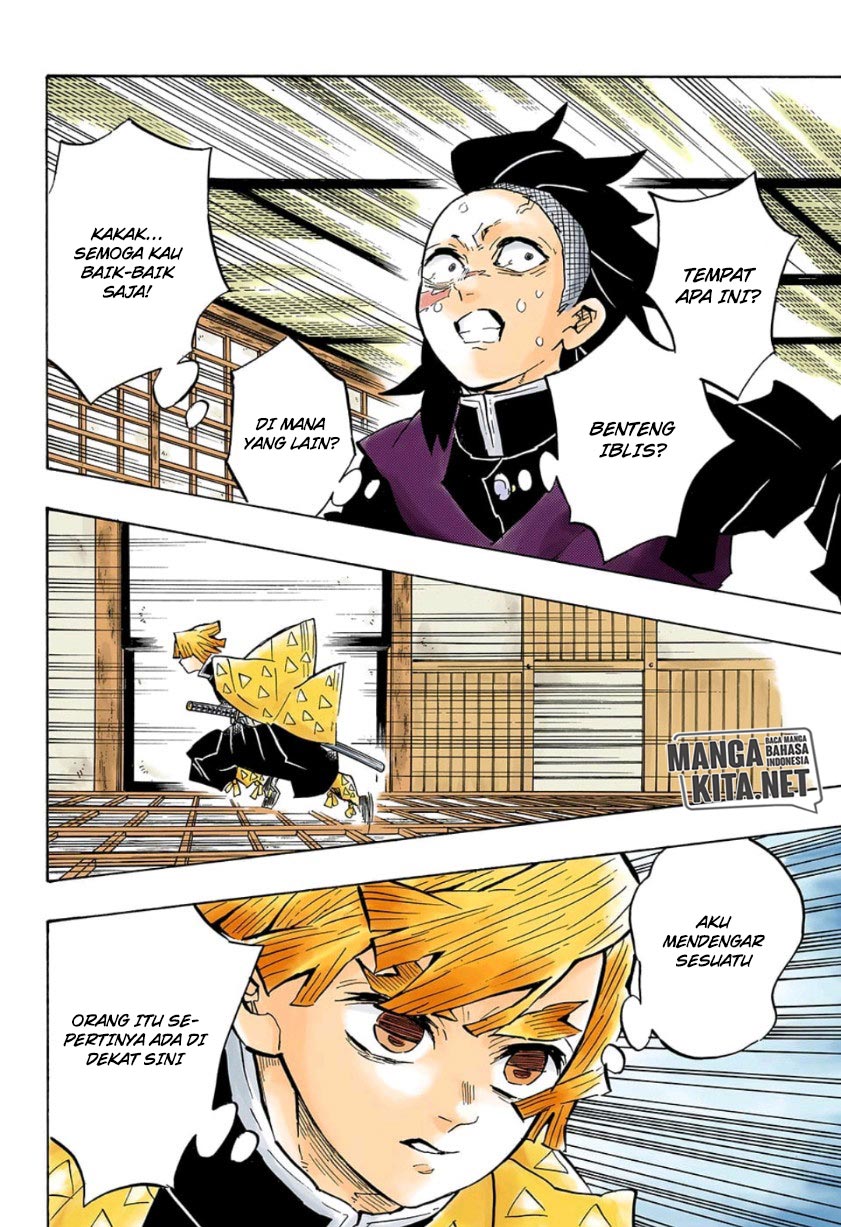 TEMPAT
APA INI?
BENTENG
IBLIS?
DI MANA
YANG LAIN?
KAKAK...
SEMOGA KAU
BAIK-BAIK
SAJA!
MANGA
KITA.NET
BACA MANGA
BAHASA
INDONESIA
AKU
MENDENGAR
SESUATU
ORANG ITU SE-
PERTINYA ADA DI
DEKAT SINI